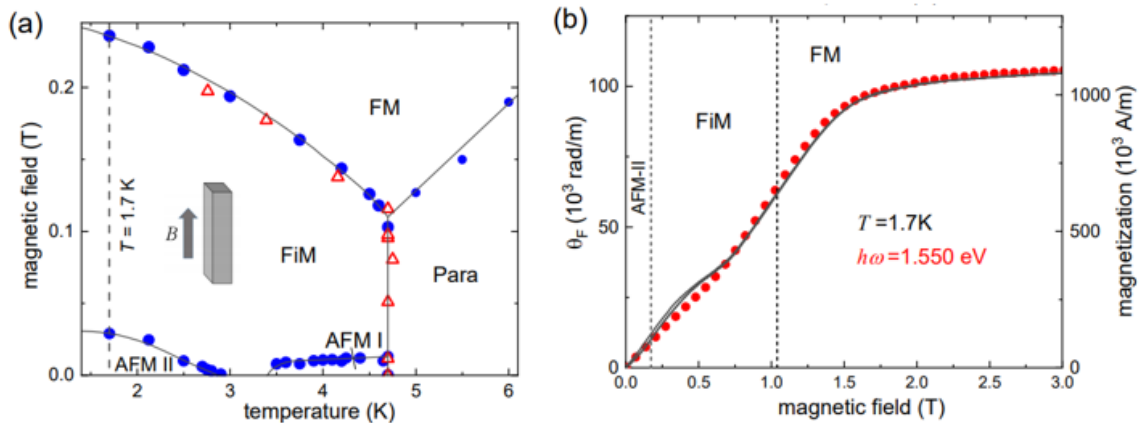 (a)
0.2
0.1
0.0
magnetic field (T)
T = 1.7 K
B
FM
FiM
Para
AFM I
AFM II
2
3
4
5
6
temperature (K)
(b)
100
50
0
θF (10³ rad/m)
AFM-II
FiM
FM
T=1.7K
hω=1.550 eV
1000
500
0
magnetization (10³ A/m)
0.0
0.5
1.0
1.5
2.0
2.5
3.0
magnetic field (T)